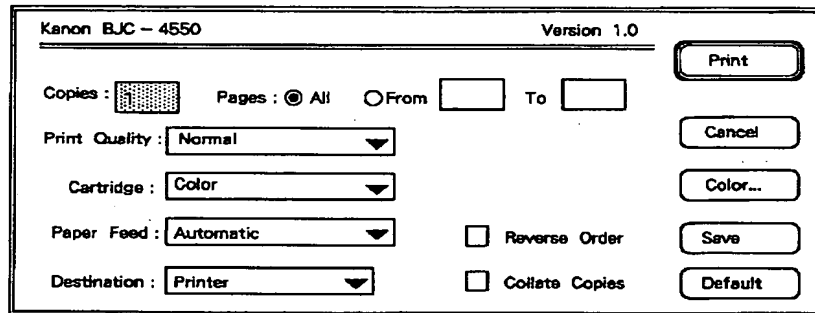 Kanon BJC – 4550 Version 1.0
Print
Copies : 1 Pages : All From To
Print Quality : Normal Cancel
Cartridge : Color Color...
Paper Feed : Automatic Reverse Order Save
Destination : Printer Collate Copies Default